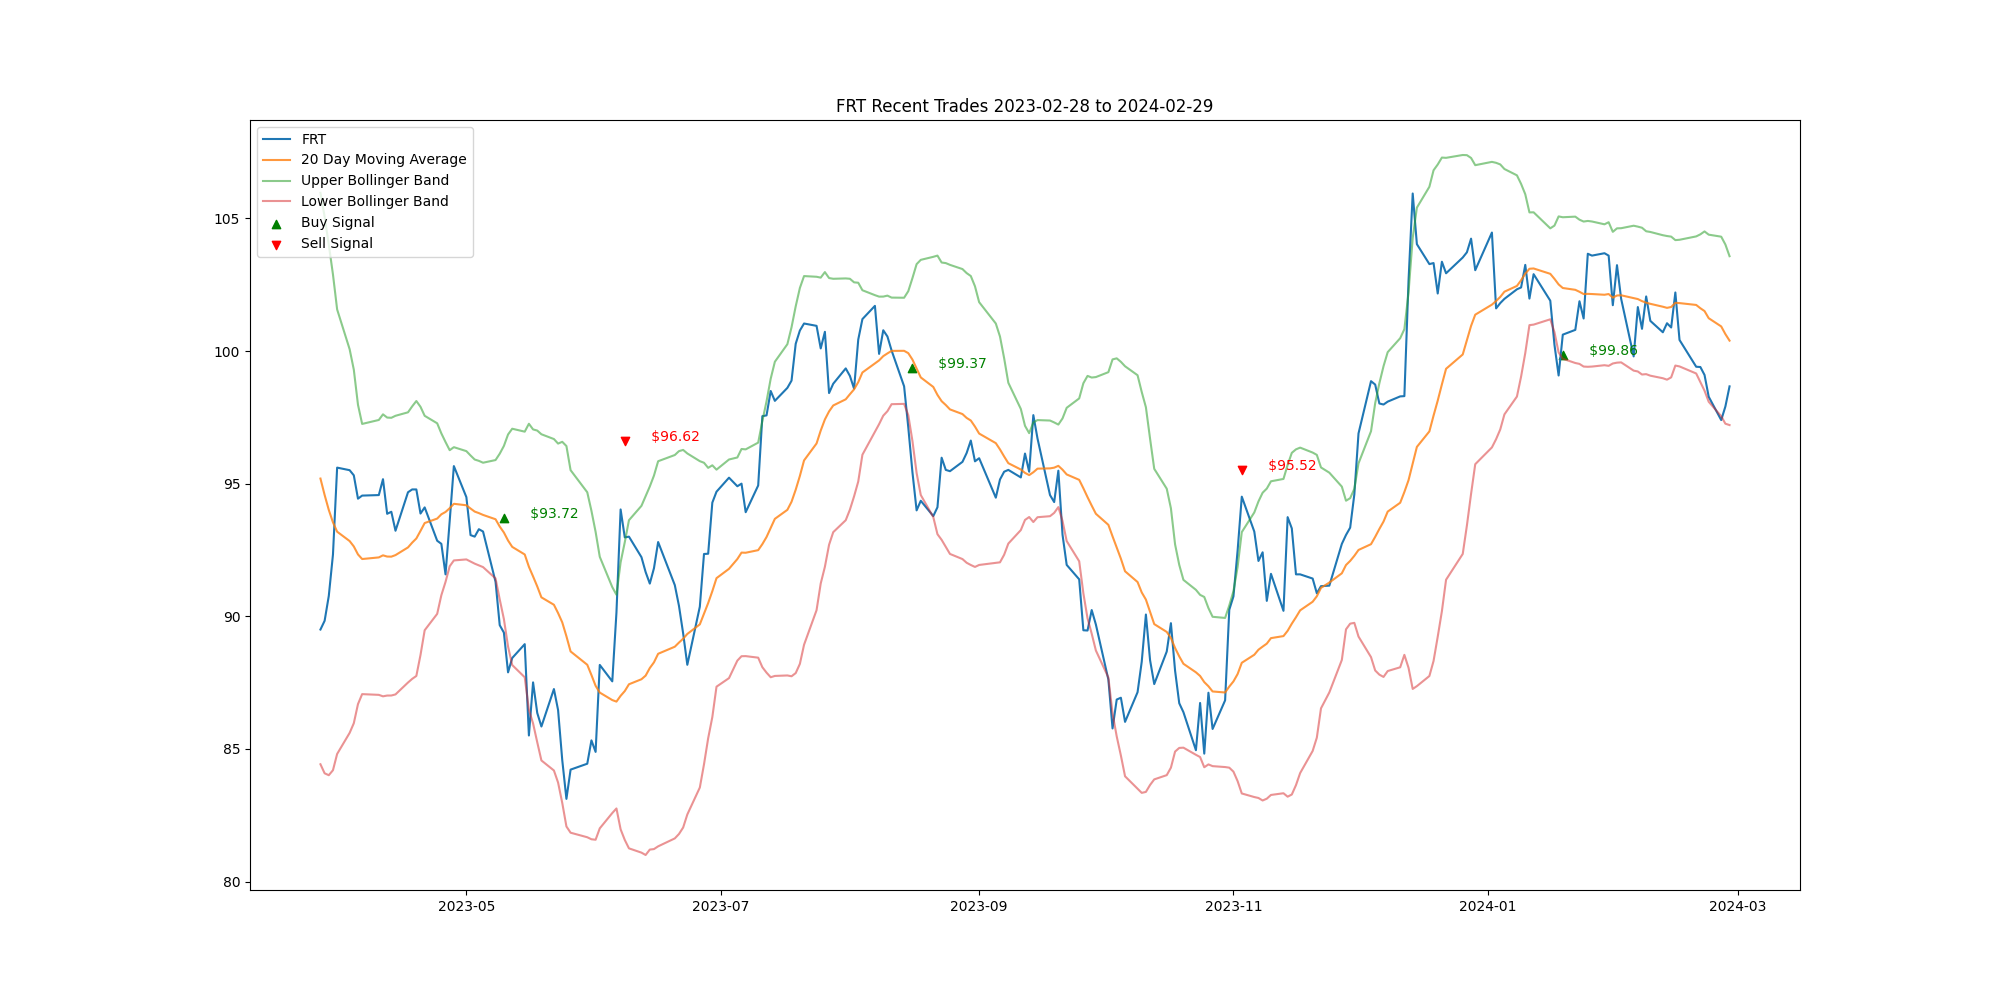 FRT Recent Trades 2023-02-28 to 2024-02-29
FRT
20 Day Moving Average
Upper Bollinger Band
Lower Bollinger Band
Buy Signal
Sell Signal
105
100
95
90
85
80
$93.72
$96.62
$99.37
$95.52
$99.86
2023-05
2023-07
2023-09
2023-11
2024-01
2024-03